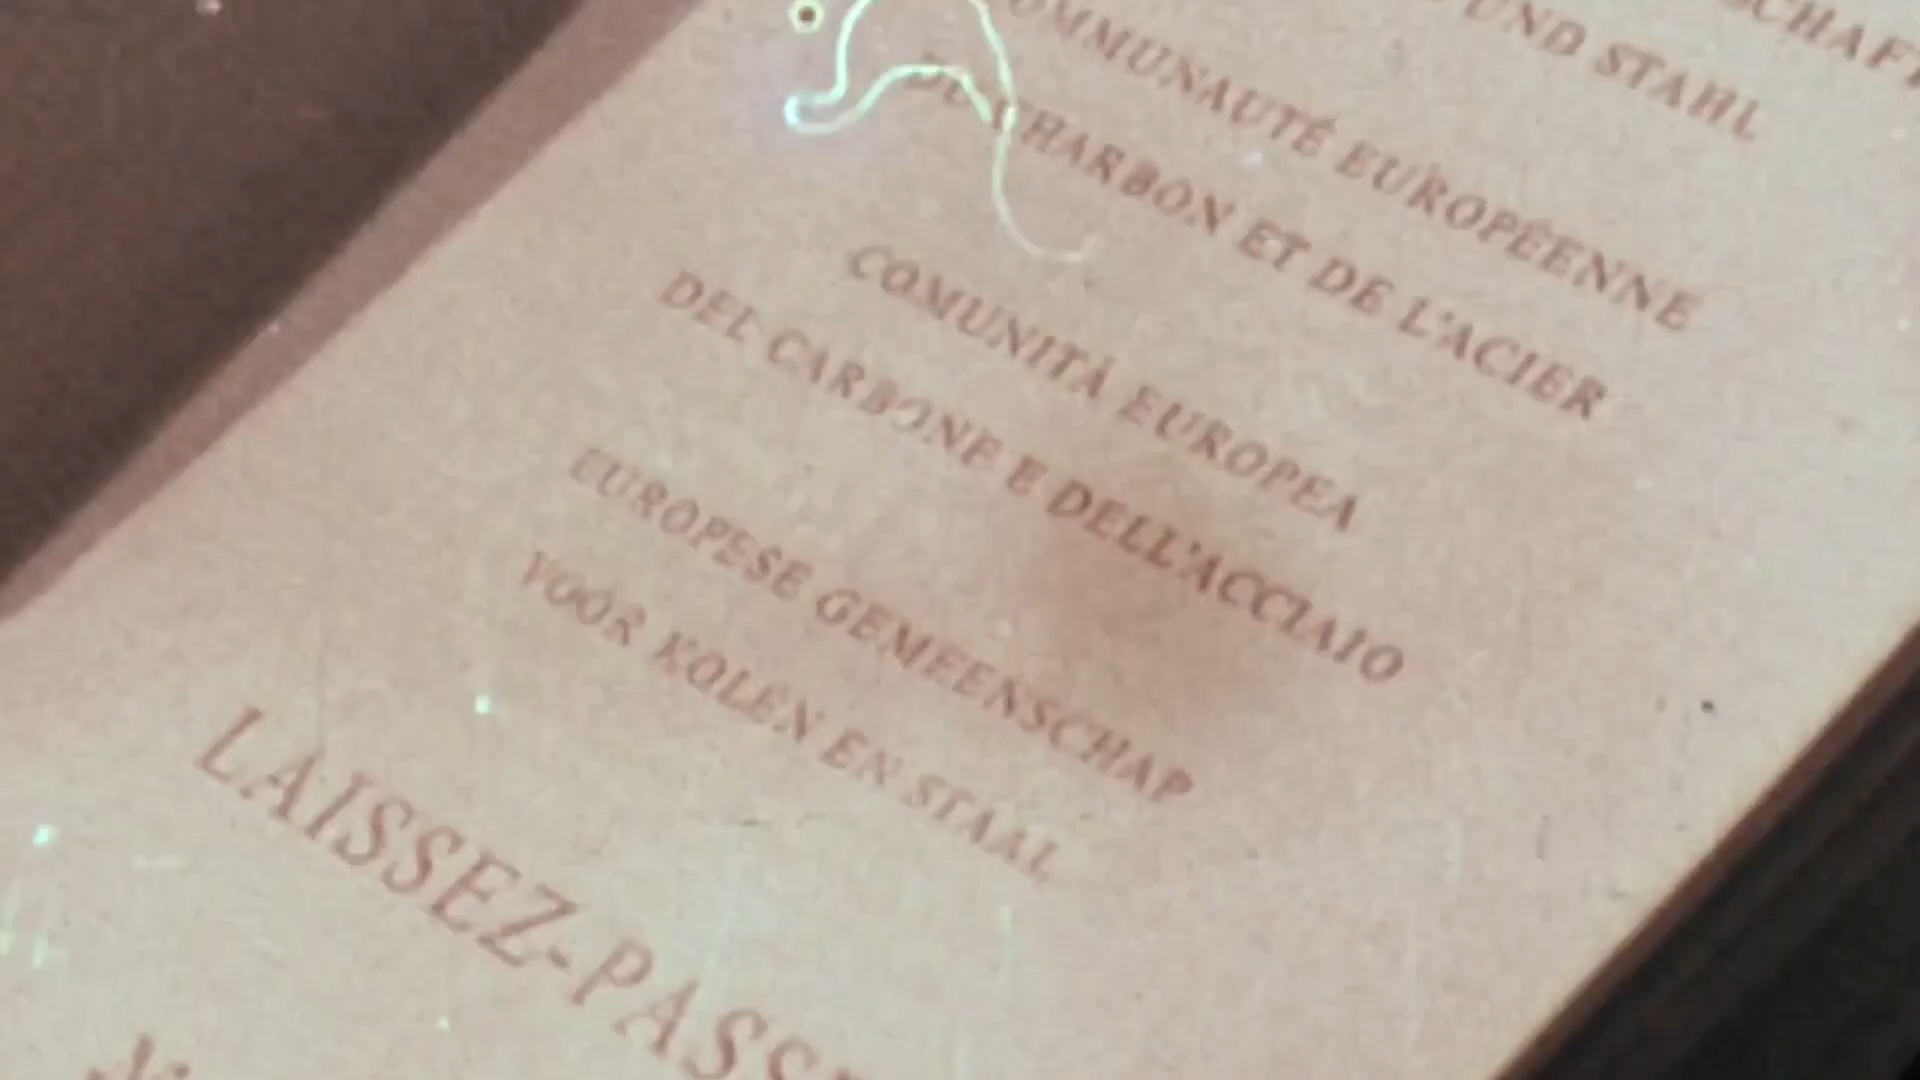 UND STAHL
COMMUNAUTÉ EUROPÉENNE
DU CHARBON ET DE L'ACIER
COMUNITÀ EUROPEA
DEL CARBONE E DELL'ACCIAIO
EUROPESE GEMEENSCHAP
VOOR KOLEN EN STAAL
LAISSEZ-PASS